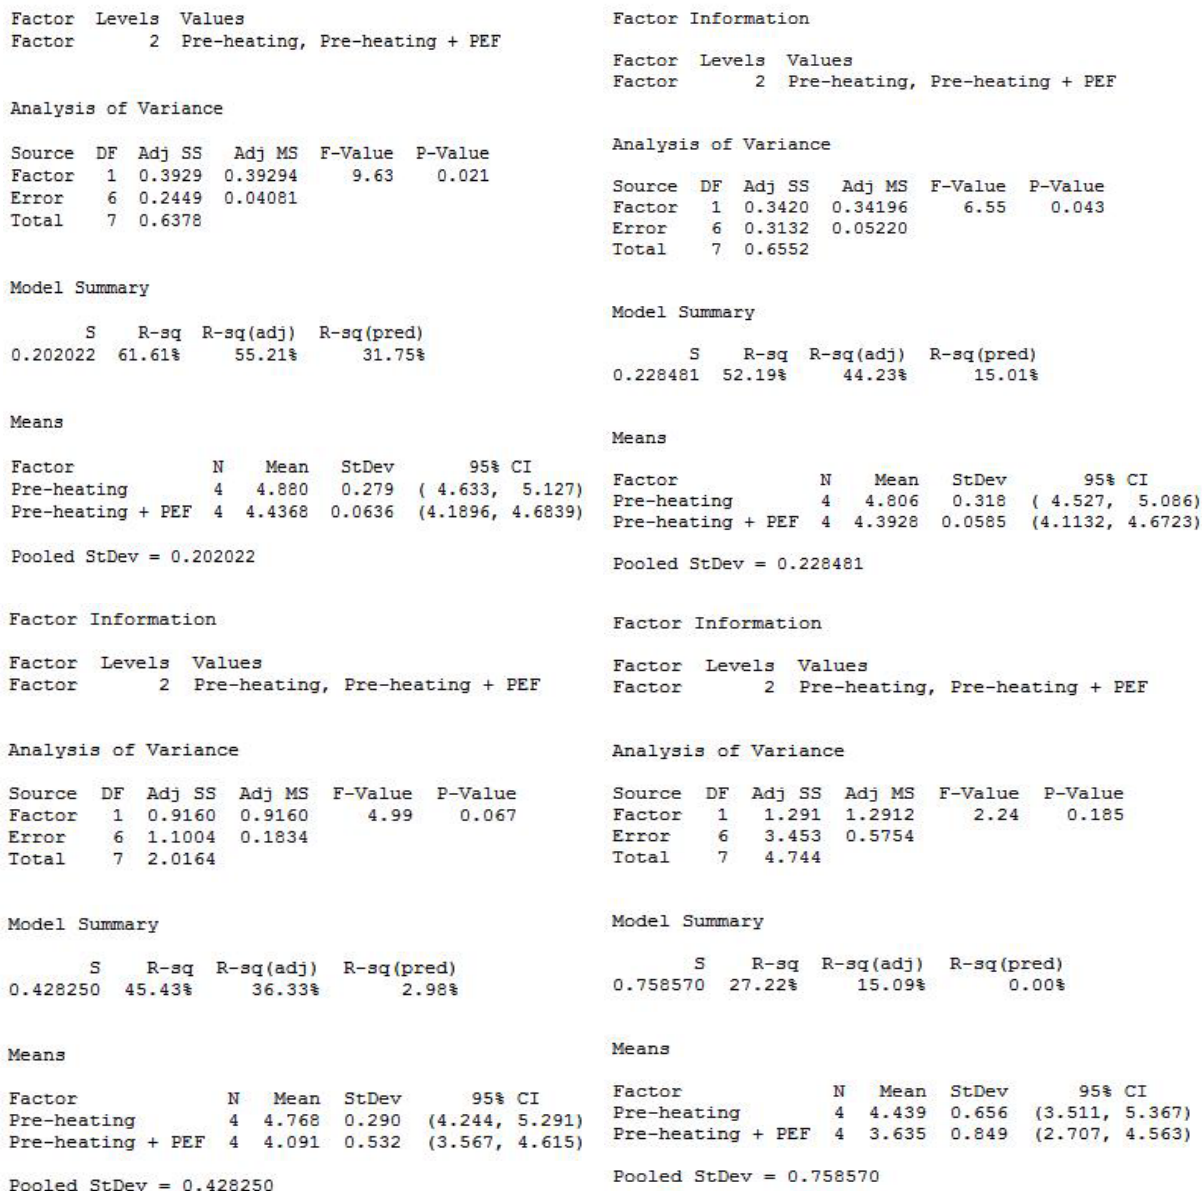 Factor  Levels  Values
Factor       2  Pre-heating, Pre-heating + PEF
Analysis of Variance
Source  DF  Adj SS   Adj MS  F-Value  P-Value
Factor   1  0.3929  0.39294     9.63    0.021
Error    6  0.2449  0.04081
Total    7  0.6378
Model Summary
       S    R-sq  R-sq(adj)  R-sq(pred)
0.202022  61.61%     55.21%      31.75%
Means
Factor             N    Mean   StDev       95% CI
Pre-heating        4   4.880   0.279  ( 4.633,  5.127)
Pre-heating + PEF  4  4.4368  0.0636  (4.1896, 4.6839)
Pooled StDev = 0.202022
Factor Information
Factor  Levels  Values
Factor       2  Pre-heating, Pre-heating + PEF
Analysis of Variance
Source  DF  Adj SS   Adj MS  F-Value  P-Value
Factor   1  0.3420  0.34196     6.55    0.043
Error    6  0.3132  0.05220
Total    7  0.6552
Model Summary
       S    R-sq  R-sq(adj)  R-sq(pred)
0.228481  52.19%     44.23%      15.01%
Means
Factor             N    Mean   StDev       95% CI
Pre-heating        4   4.806   0.318  ( 4.527,  5.086)
Pre-heating + PEF  4  4.3928  0.0585  (4.1132, 4.6723)
Pooled StDev = 0.228481
Factor Information
Factor  Levels  Values
Factor       2  Pre-heating, Pre-heating + PEF
Analysis of Variance
Source  DF  Adj SS  Adj MS  F-Value  P-Value
Factor   1  0.9160  0.9160     4.99    0.067
Error    6  1.1004  0.1834
Total    7  2.0164
Model Summary
       S    R-sq  R-sq(adj)  R-sq(pred)
0.428250  45.43%     36.33%       2.98%
Means
Factor             N   Mean  StDev      95% CI
Pre-heating        4  4.768  0.290  (4.244, 5.291)
Pre-heating + PEF  4  4.091  0.532  (3.567, 4.615)
Pooled StDev = 0.428250
Factor Information
Factor  Levels  Values
Factor       2  Pre-heating, Pre-heating + PEF
Analysis of Variance
Source  DF  Adj SS  Adj MS  F-Value  P-Value
Factor   1   1.291  1.2912     2.24    0.185
Error    6   3.453  0.5754
Total    7   4.744
Model Summary
       S    R-sq  R-sq(adj)  R-sq(pred)
0.758570  27.22%     15.09%       0.00%
Means
Factor             N   Mean  StDev      95% CI
Pre-heating        4  4.439  0.656  (3.511, 5.367)
Pre-heating + PEF  4  3.635  0.849  (2.707, 4.563)
Pooled StDev = 0.758570